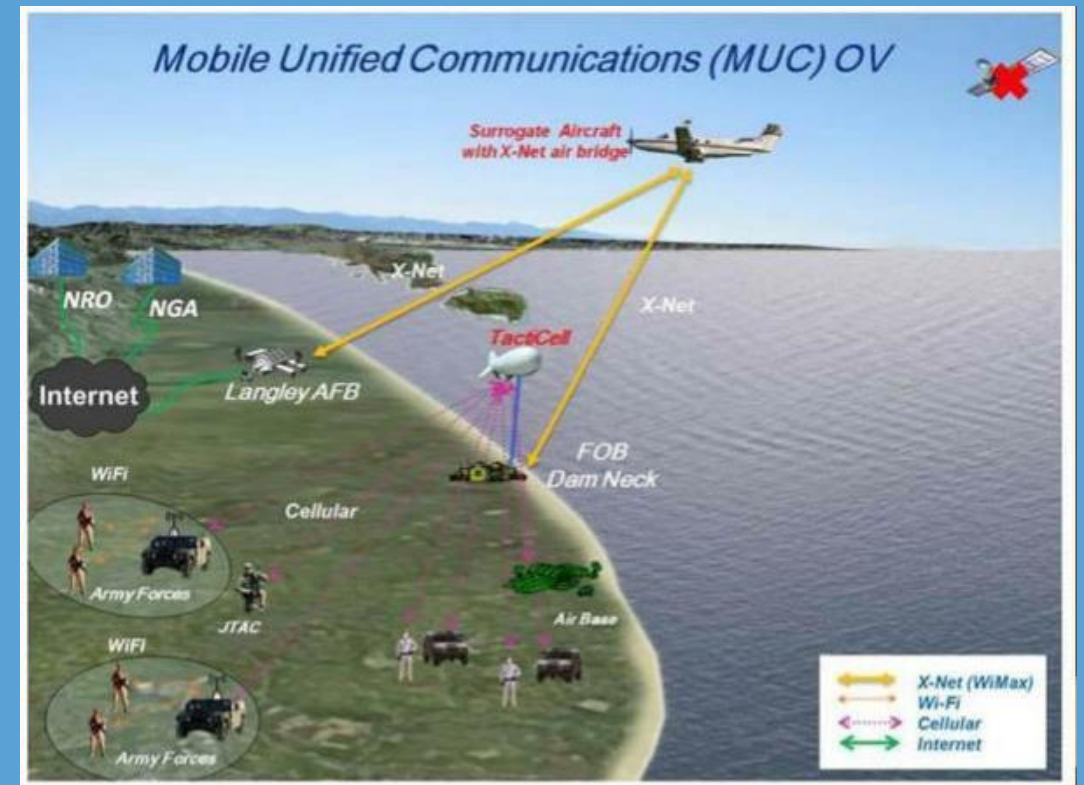 Mobile Unified Communications (MUC) OV
Surrogate Aircraft
with X-Net air bridge
X-Net
X-Net
NRO
NGA
TactiCell
Internet
Langley AFB
FOB
Dam Neck
WiFi
Cellular
Army Forces
JTAC
Air Base
WiFi
Army Forces
X-Net (WiMax)
Wi-Fi
Cellular
Internet